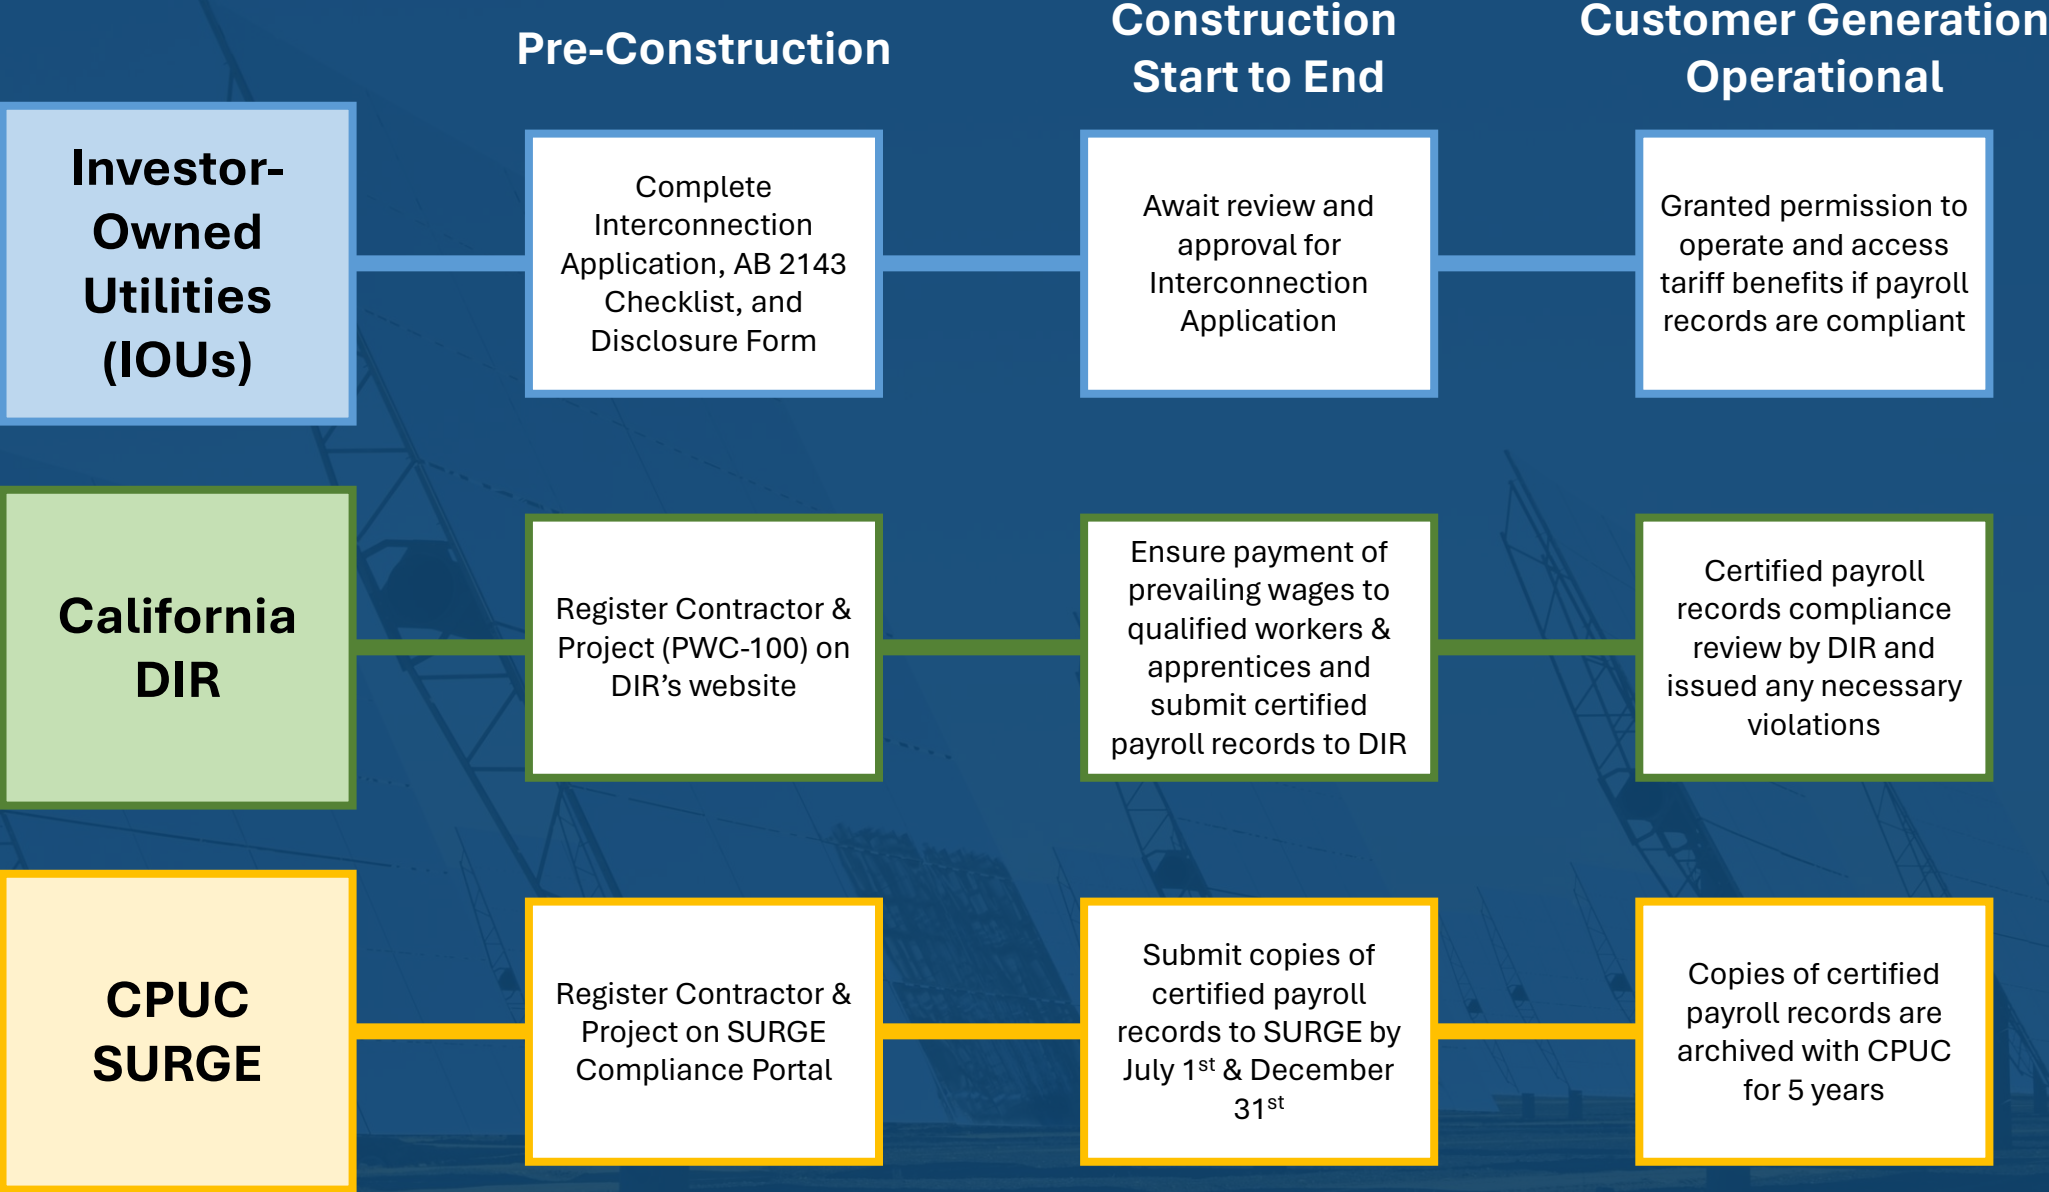 Pre-Construction
Construction
Start to End
Customer Generation
Operational
Investor-
Owned
Utilities
(IOUs)
Complete
Interconnection
Application, AB 2143
Checklist, and
Disclosure Form
Await review and
approval for
Interconnection
Application
Granted permission to
operate and access
tariff benefits if payroll
records are compliant
California
DIR
Register Contractor &
Project (PWC-100) on
DIR’s website
Ensure payment of
prevailing wages to
qualified workers &
apprentices and
submit certified
payroll records to DIR
Certified payroll
records compliance
review by DIR and
issued any necessary
violations
CPUC
SURGE
Register Contractor &
Project on SURGE
Compliance Portal
Submit copies of
certified payroll
records to SURGE by
July 1st & December
31st
Copies of certified
payroll records are
archived with CPUC
for 5 years